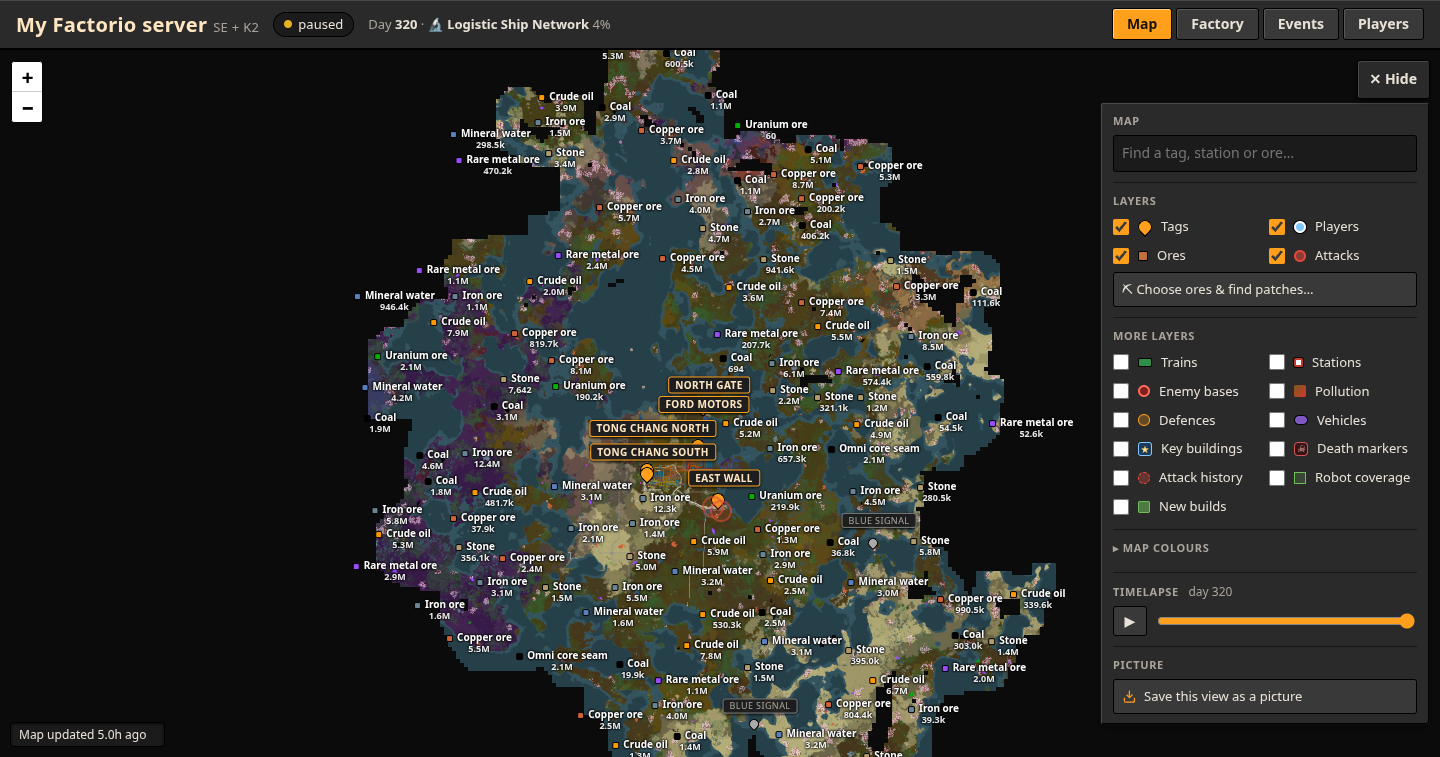 My Factorio server SE + K2 paused Day 320 · Logistic Ship Network 4% Map Factory Events Players
+
−
✕ Hide
MAP
Find a tag, station or ore...
LAYERS
Tags Players
Ores Attacks
Choose ores & find patches...
MORE LAYERS
Trains Stations
Enemy bases Pollution
Defences Vehicles
Key buildings Death markers
Attack history Robot coverage
New builds
▸ MAP COLOURS
TIMELAPSE day 320
PICTURE
Save this view as a picture
5.3M
Coal
600.5k
Crude oil
3.9M
Coal
2.9M
Coal
1.1M
Iron ore
1.5M
Mineral water
298.5k
Copper ore
3.7M
Uranium ore
60
Stone
3.4M
Rare metal ore
470.2k
Crude oil
2.8M
Coal
5.1M
Copper ore
5.3M
Coal
1.1M
Copper ore
8.7M
Copper ore
5.7M
Iron ore
4.0M
Iron ore
2.7M
Copper ore
200.2k
Stone
4.7M
Coal
406.2k
Rare metal ore
2.4M
Copper ore
4.5M
Stone
941.6k
Stone
1.5M
Rare metal ore
1.1M
Crude oil
2.0M
Crude oil
3.6M
Copper ore
3.3M
Coal
111.6k
Mineral water
946.4k
Iron ore
1.1M
Copper ore
7.4M
Crude oil
7.9M
Copper ore
819.7k
Rare metal ore
207.7k
Crude oil
5.5M
Iron ore
8.5M
Uranium ore
2.1M
Copper ore
8.1M
Coal
694
Iron ore
6.1M
Rare metal ore
574.4k
Coal
559.8k
Mineral water
4.2M
Stone
7,642
Uranium ore
190.2k
NORTH GATE
Stone
2.2M
Stone
321.1k
Stone
1.2M
Coal
3.1M
FORD MOTORS
Coal
1.9M
TONG CHANG NORTH
Crude oil
5.2M
Crude oil
4.9M
Coal
54.5k
Rare metal ore
52.6k
Coal
4.6M
Iron ore
12.4M
TONG CHANG SOUTH
Iron ore
657.3k
Omni core seam
2.1M
Coal
1.8M
Crude oil
481.7k
Mineral water
3.1M
EAST WALL
Iron ore
12.3k
Uranium ore
219.9k
Iron ore
4.5M
Stone
280.5k
Iron ore
5.8M
Copper ore
37.9k
Iron ore
2.1M
Iron ore
1.4M
Copper ore
1.3M
BLUE SIGNAL
Crude oil
5.3M
Stone
356.1k
Copper ore
2.4M
Stone
5.0M
Crude oil
5.9M
Iron ore
2.9M
Coal
36.8k
Stone
5.8M
Rare metal ore
2.9M
Iron ore
3.1M
Stone
1.5M
Iron ore
5.5M
Mineral water
3.2M
Crude oil
2.5M
Mineral water
3.0M
Iron ore
1.6M
Mineral water
1.6M
Crude oil
530.3k
Coal
2.5M
Copper ore
990.5k
Crude oil
339.6k
Copper ore
5.5M
Crude oil
7.8M
Mineral water
3.1M
Stone
395.0k
Coal
303.0k
Stone
1.4M
Omni core seam
2.1M
Coal
19.9k
Rare metal ore
1.1M
Stone
1.5M
Crude oil
6.7M
Rare metal ore
2.0M
Copper ore
2.5M
Iron ore
4.0M
BLUE SIGNAL
Copper ore
804.4k
Iron ore
39.3k
Crude oil
1.3M
Coal
1.4M
Mineral water
3.2M
Stone
Map updated 5.0h ago